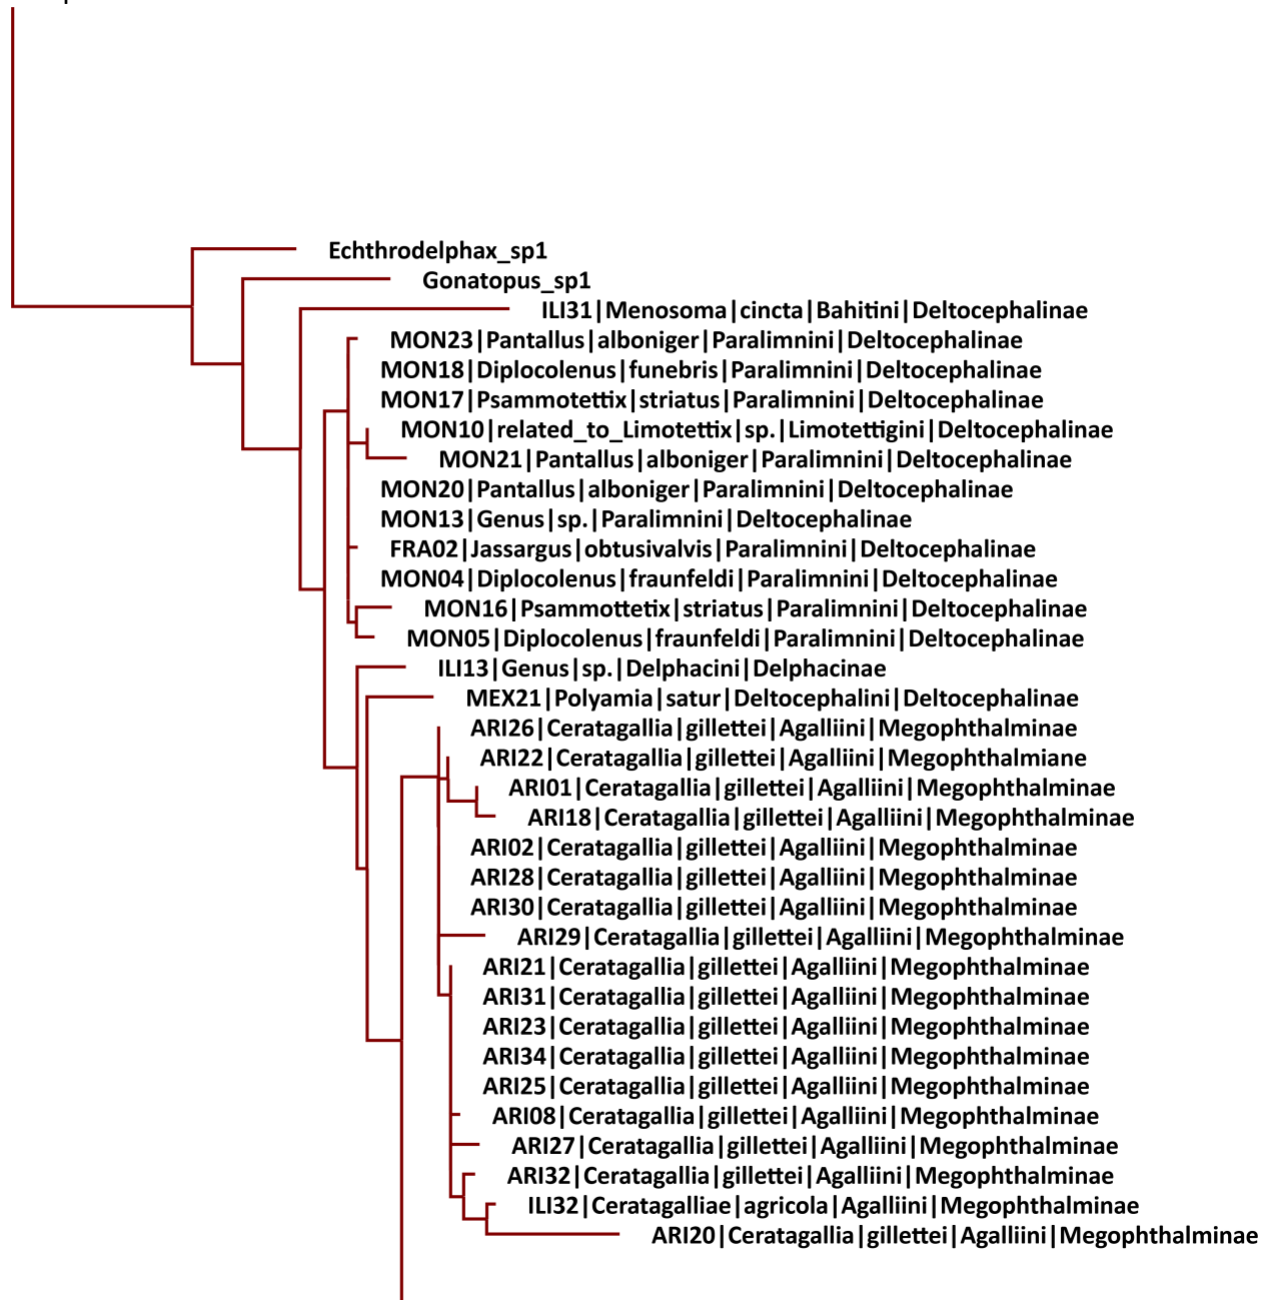 Echthrodelphax_sp1
Gonatopus_sp1
ILI31|Menosoma|cincta|Bahitini|Deltocephalinae
MON23|Pantallus|alboniger|Paralimnini|Deltocephalinae
MON18|Diplocolenus|funebris|Paralimnini|Deltocephalinae
MON17|Psammotettix|striatus|Paralimnini|Deltocephalinae
MON10|related_to_Limotettix|sp.|Limotettigini|Deltocephalinae
MON21|Pantallus|alboniger|Paralimnini|Deltocephalinae
MON20|Pantallus|alboniger|Paralimnini|Deltocephalinae
MON13|Genus|sp.|Paralimnini|Deltocephalinae
FRA02|Jassargus|obtusivalvis|Paralimnini|Deltocephalinae
MON04|Diplocolenus|fraunfeldi|Paralimnini|Deltocephalinae
MON16|Psammottetix|striatus|Paralimnini|Deltocephalinae
MON05|Diplocolenus|fraunfeldi|Paralimnini|Deltocephalinae
ILI13|Genus|sp.|Delphacini|Delphacinae
MEX21|Polyamia|satur|Deltocephalini|Deltocephalinae
ARI26|Ceratagallia|gillettei|Agalliini|Megophthalminae
ARI22|Ceratagallia|gillettei|Agalliini|Megophthalmiane
ARI01|Ceratagallia|gillettei|Agalliini|Megophthalminae
ARI18|Ceratagallia|gillettei|Agalliini|Megophthalminae
ARI02|Ceratagallia|gillettei|Agalliini|Megophthalminae
ARI28|Ceratagallia|gillettei|Agalliini|Megophthalminae
ARI30|Ceratagallia|gillettei|Agalliini|Megophthalminae
ARI29|Ceratagallia|gillettei|Agalliini|Megophthalminae
ARI21|Ceratagallia|gillettei|Agalliini|Megophthalminae
ARI31|Ceratagallia|gillettei|Agalliini|Megophthalminae
ARI23|Ceratagallia|gillettei|Agalliini|Megophthalminae
ARI34|Ceratagallia|gillettei|Agalliini|Megophthalminae
ARI25|Ceratagallia|gillettei|Agalliini|Megophthalminae
ARI08|Ceratagallia|gillettei|Agalliini|Megophthalminae
ARI27|Ceratagallia|gillettei|Agalliini|Megophthalminae
ARI32|Ceratagallia|gillettei|Agalliini|Megophthalminae
ILI32|Ceratagalliae|agricola|Agalliini|Megophthalminae
ARI20|Ceratagallia|gillettei|Agalliini|Megophthalminae